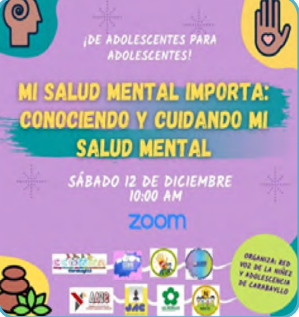 ¡DE ADOLESCENTES PARA
ADOLESCENTES!
MI SALUD MENTAL IMPORTA:
CONOCIENDO Y CUIDANDO MI
SALUD MENTAL
SÁBADO 12 DE DICIEMBRE
10:00 AM
zoom
ORGANIZA: RED
VOZ DE LA NIÑEZ
Y ADOLESCENCIA
DE CARABAYLLO
JAC